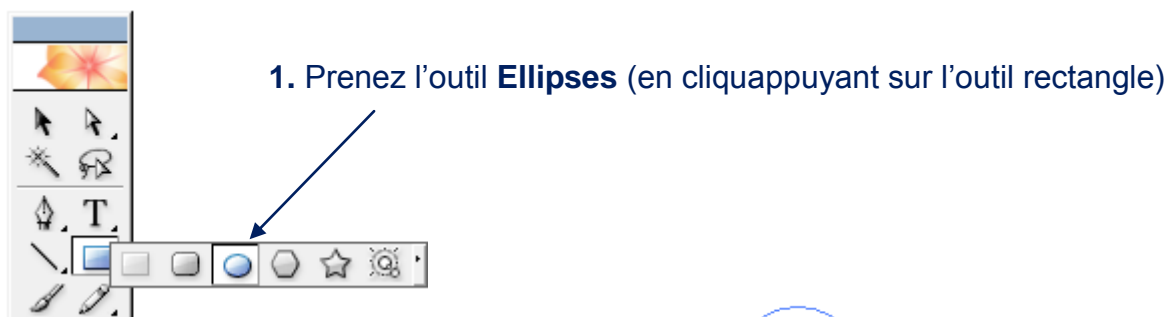 1. Prenez l’outil Ellipses (en cliquappuyant sur l’outil rectangle)